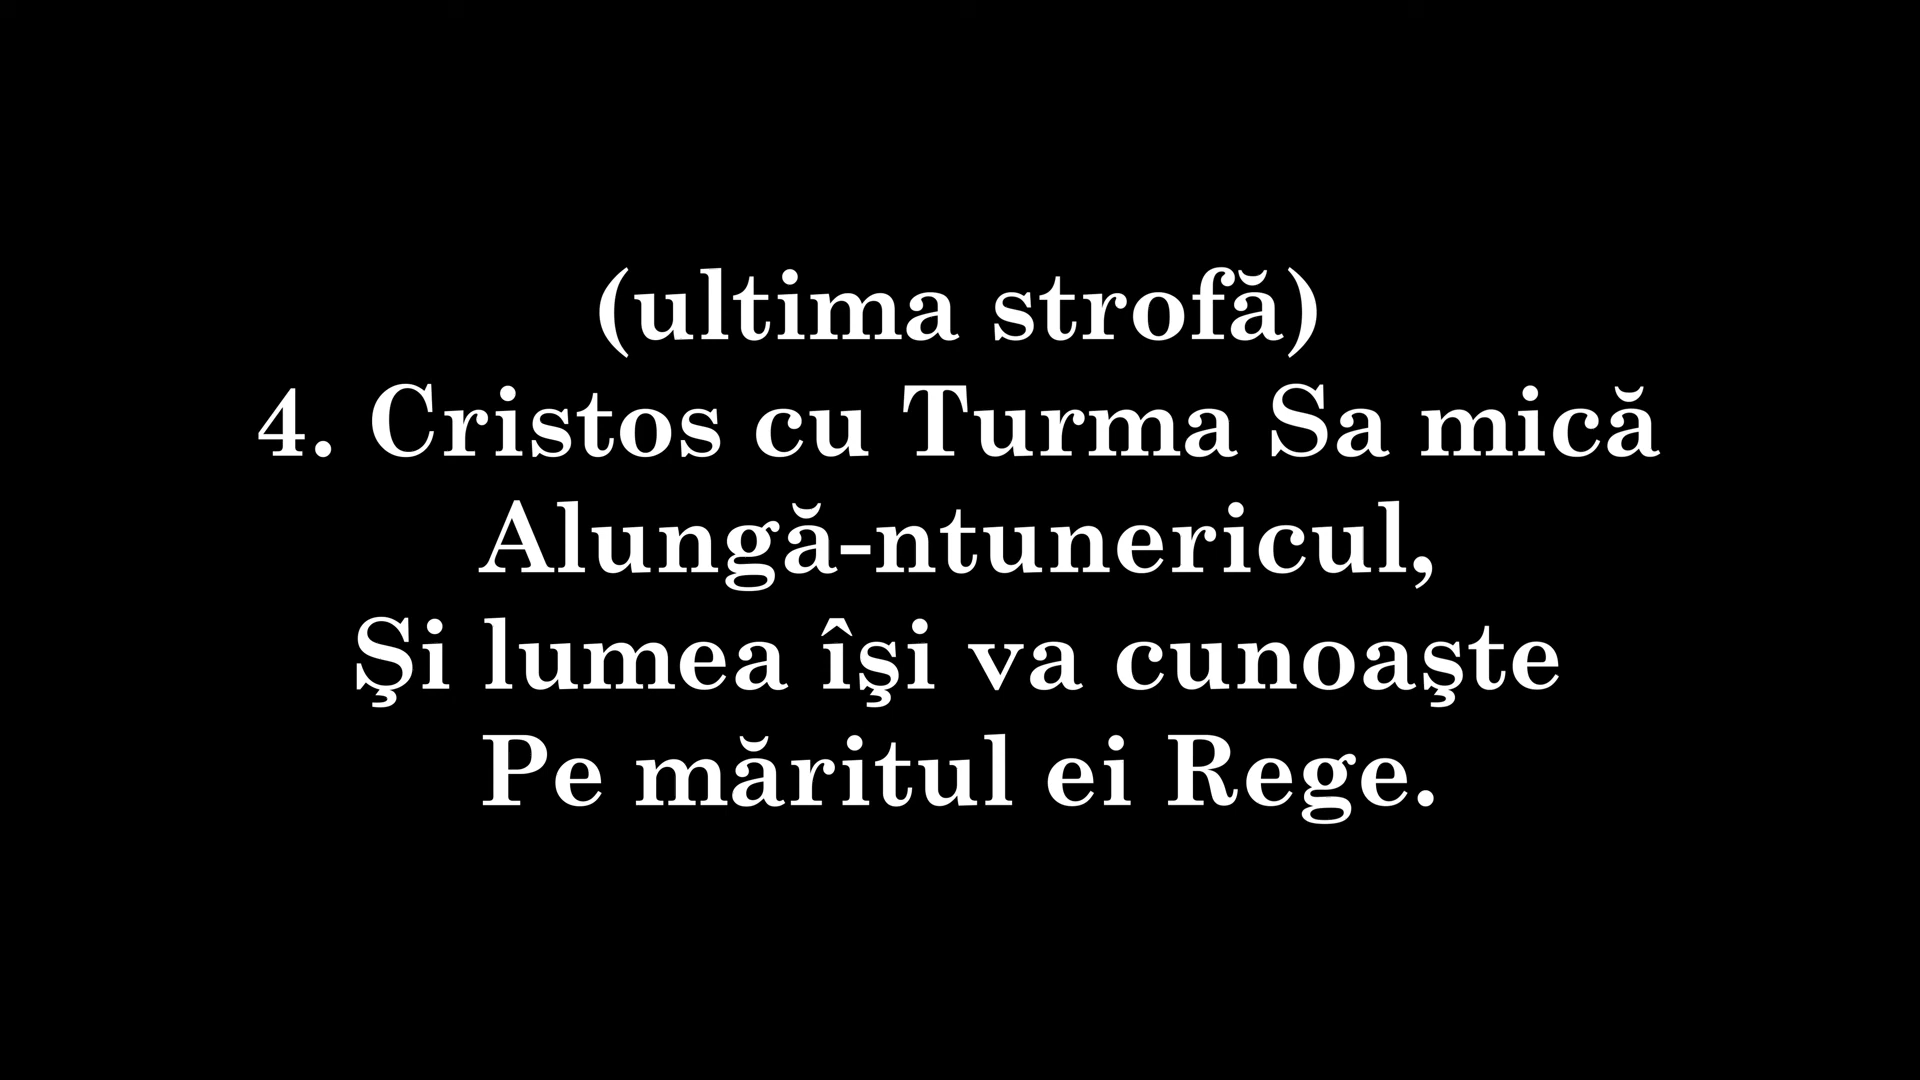 (ultima strofă)
4. Cristos cu Turma Sa mică
Alungă-ntunericul,
Şi lumea îşi va cunoaşte
Pe măritul ei Rege.